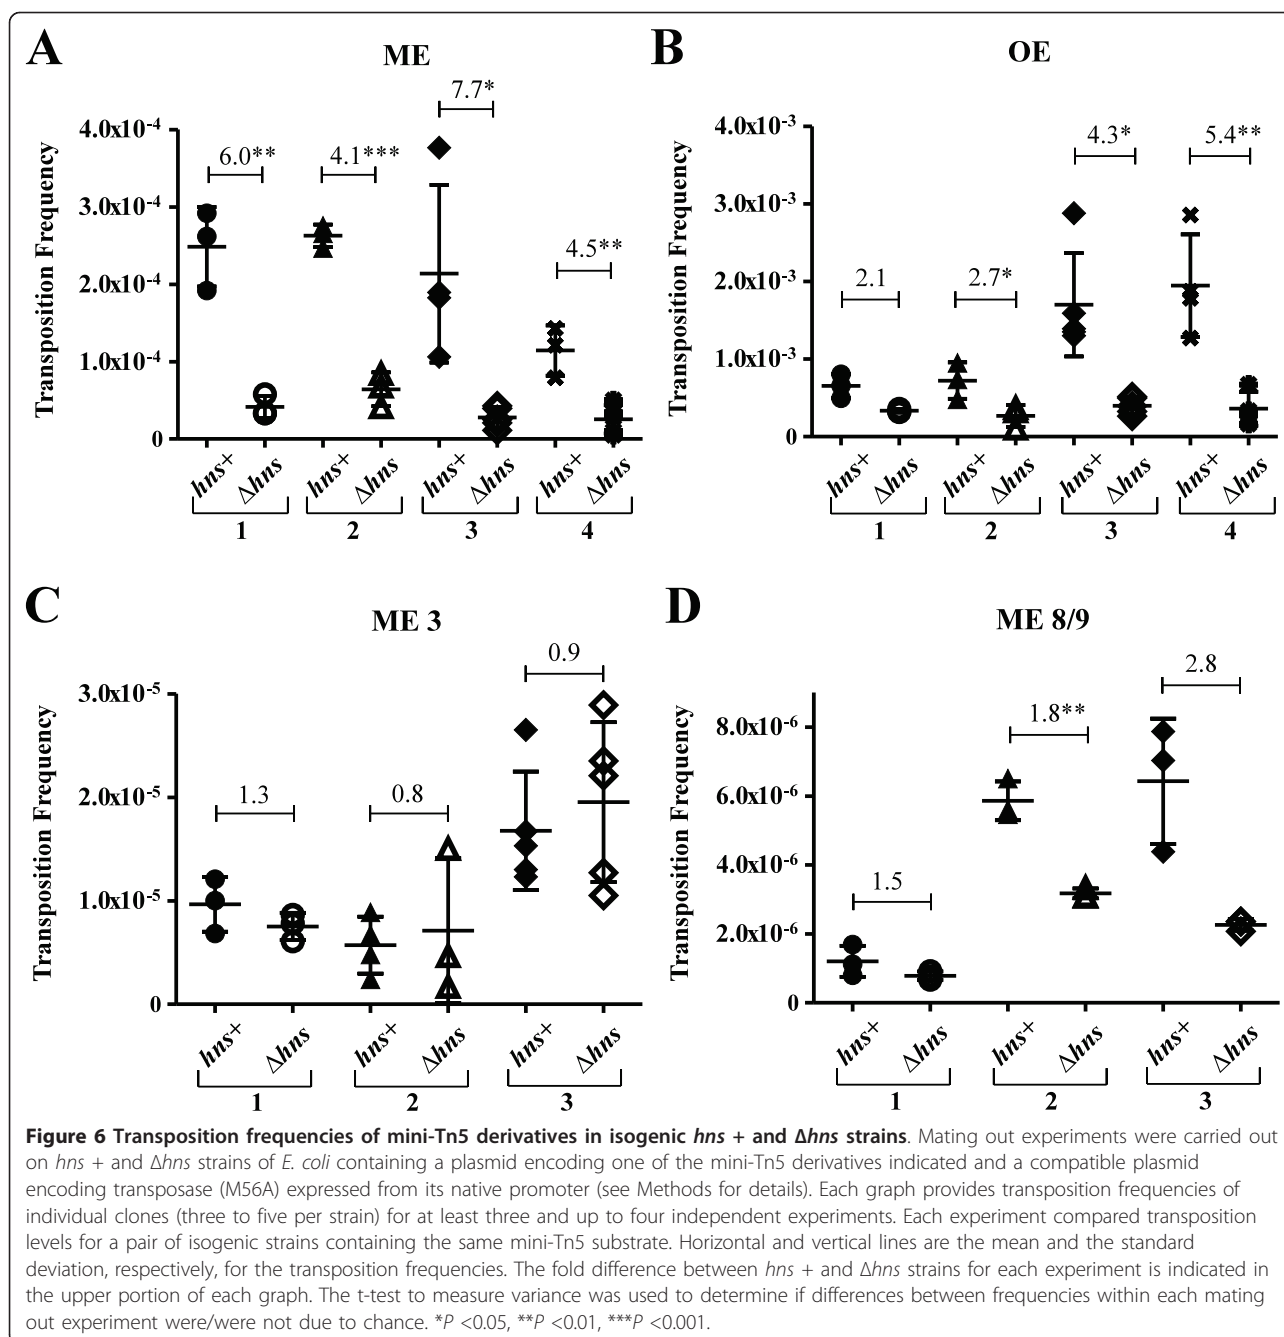 A
ME
Transposition Frequency
4.0x10-4
3.0x10-4
2.0x10-4
1.0x10-4
0
6.0**
4.1***
7.7*
4.5**
hns+
Δhns
hns+
Δhns
hns+
Δhns
hns+
Δhns
1
2
3
4
B
OE
Transposition Frequency
4.0x10-3
3.0x10-3
2.0x10-3
1.0x10-3
0
2.1
2.7*
4.3*
5.4**
hns+
Δhns
hns+
Δhns
hns+
Δhns
hns+
Δhns
1
2
3
4
C
ME 3
Transposition Frequency
3.0x10-5
2.0x10-5
1.0x10-5
0
1.3
0.8
0.9
hns+
Δhns
hns+
Δhns
hns+
Δhns
1
2
3
D
ME 8/9
Transposition Frequency
8.0x10-6
6.0x10-6
4.0x10-6
2.0x10-6
0
1.5
1.8**
2.8
hns+
Δhns
hns+
Δhns
hns+
Δhns
1
2
3
Figure 6 Transposition frequencies of mini-Tn5 derivatives in isogenic hns + and Δhns strains. Mating out experiments were carried out
on hns + and Δhns strains of E. coli containing a plasmid encoding one of the mini-Tn5 derivatives indicated and a compatible plasmid
encoding transposase (M56A) expressed from its native promoter (see Methods for details). Each graph provides transposition frequencies of
individual clones (three to five per strain) for at least three and up to four independent experiments. Each experiment compared transposition
levels for a pair of isogenic strains containing the same mini-Tn5 substrate. Horizontal and vertical lines are the mean and the standard
deviation, respectively, for the transposition frequencies. The fold difference between hns + and Δhns strains for each experiment is indicated in
the upper portion of each graph. The t-test to measure variance was used to determine if differences between frequencies within each mating
out experiment were/were not due to chance. *P <0.05, **P <0.01, ***P <0.001.